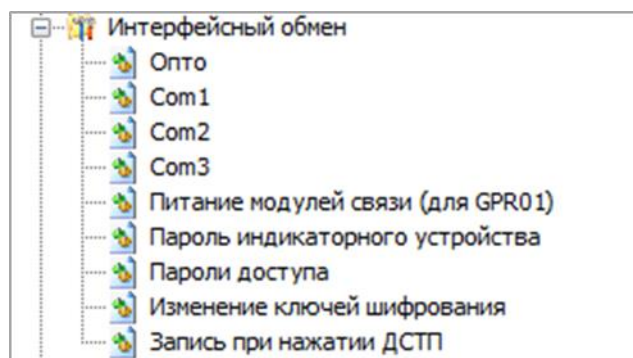 Интерфейсный обмен
Опто
Com1
Com2
Com3
Питание модулей связи (для GPR01)
Пароль индикаторного устройства
Пароли доступа
Изменение ключей шифрования
Запись при нажатии ДСТП